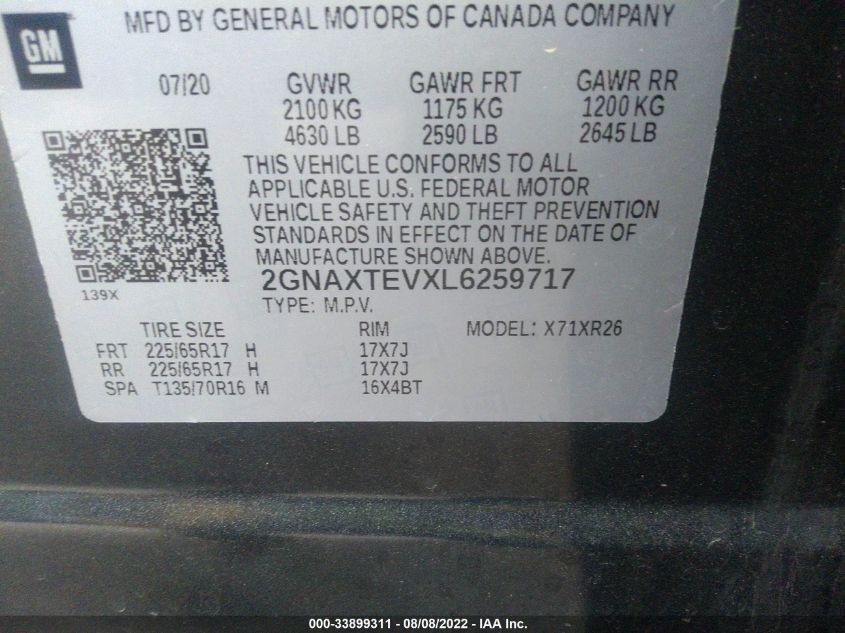 MFD BY GENERAL MOTORS OF CANADA COMPANY
GM
07/20 GVWR GAWR FRT GAWR RR
2100 KG 1175 KG 1200 KG
4630 LB 2590 LB 2645 LB
THIS VEHICLE CONFORMS TO ALL
APPLICABLE U.S. FEDERAL MOTOR
VEHICLE SAFETY AND THEFT PREVENTION
STANDARDS IN EFFECT ON THE DATE OF
MANUFACTURE SHOWN ABOVE.
139X
2GNAXTEVXL6259717
TYPE: M.P.V.
TIRE SIZE RIM MODEL: X71XR26
FRT 225/65R17 H 17X7J
RR 225/65R17 H 17X7J
SPA T135/70R16 M 16X4BT
000-33899311 - 08/08/2022 - IAA Inc.